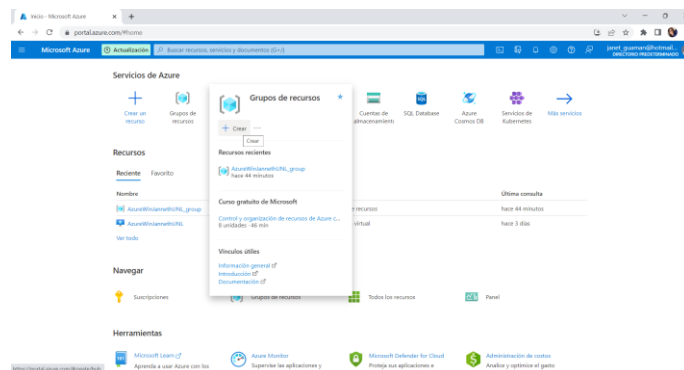 Inicio - Microsoft Azure
portal.azure.com/#home
Microsoft Azure
Actualización
Buscar recursos, servicios y documentos (G+/)
janet_guaman@hotmail...
DIRECTORIO PREDETERMINADO
Servicios de Azure
Crear un recurso
Grupos de recursos
Cuentas de almacenamiento
SQL Database
Azure Cosmos DB
Servicios de Kubernetes
Más servicios
Grupos de recursos
Crear
Crear
Recursos recientes
AzureWinJannethUNL_group
hace 44 minutos
Curso gratuito de Microsoft
Control y organización de recursos de Azure c...
8 unidades · 46 min
Vínculos útiles
Información general
Introducción
Documentación
Recursos
Reciente
Favorito
Nombre
Última consulta
AzureWinJannethUNL_group
recursos
hace 44 minutos
AzureWinJannethUNL
virtual
hace 3 días
Ver todo
Navegar
Suscripciones
Grupos de recursos
Todos los recursos
Panel
Herramientas
Microsoft Learn
Aprenda a usar Azure con los
Azure Monitor
Supervise las aplicaciones y
Microsoft Defender for Cloud
Proteja sus aplicaciones e
Administración de costos
Analice y optimice el gasto